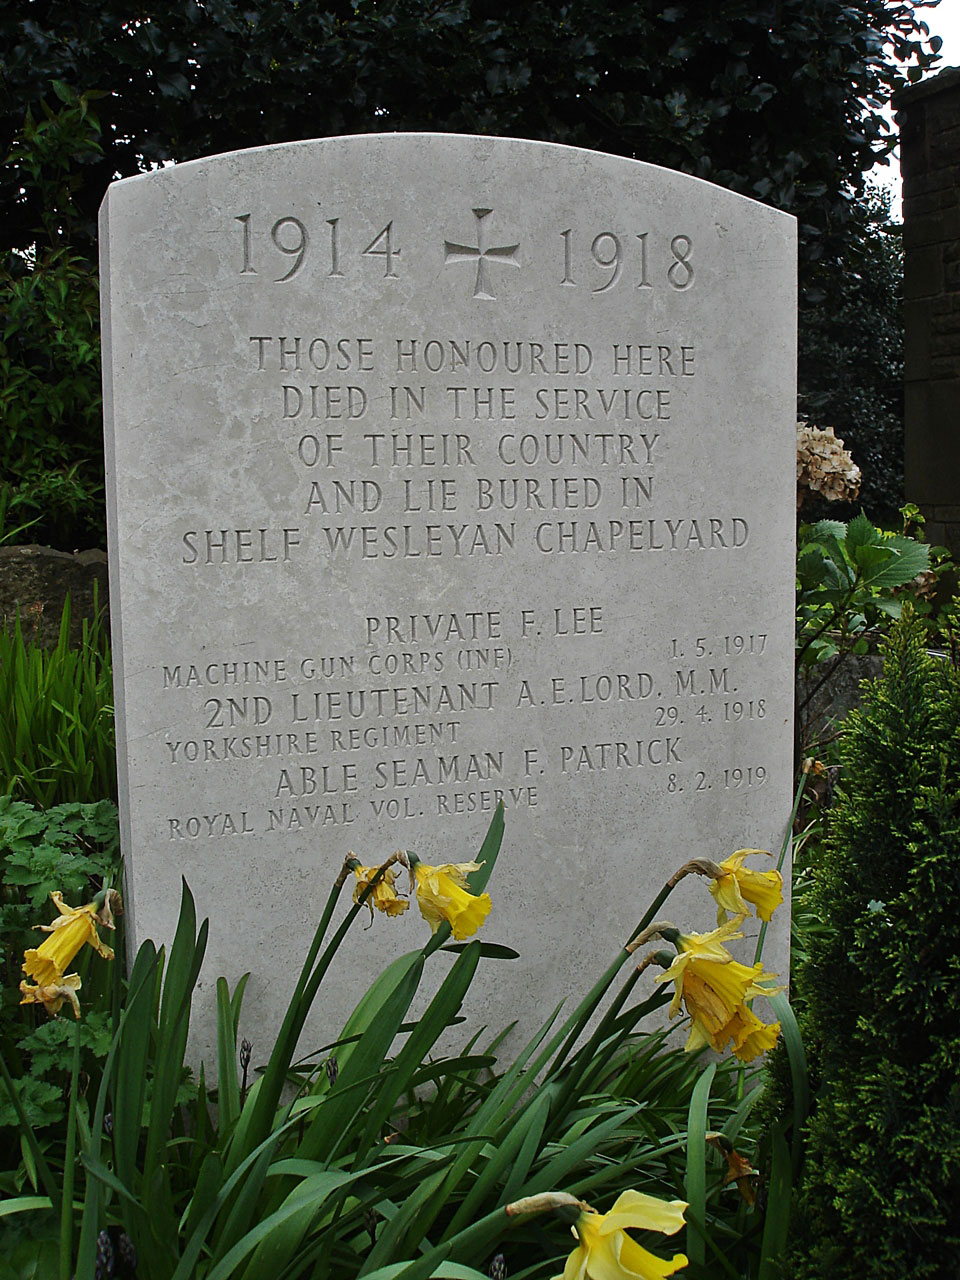 1914 1918
THOSE HONOURED HERE
DIED IN THE SERVICE
OF THEIR COUNTRY
AND LIE BURIED IN
SHELF WESLEYAN CHAPELYARD
PRIVATE F. LEE
MACHINE GUN CORPS (INF) 1. 5. 1917
2ND LIEUTENANT A.E.LORD, M.M.
YORKSHIRE REGIMENT 29. 4. 1918
ABLE SEAMAN F. PATRICK
ROYAL NAVAL VOL. RESERVE 8. 2. 1919